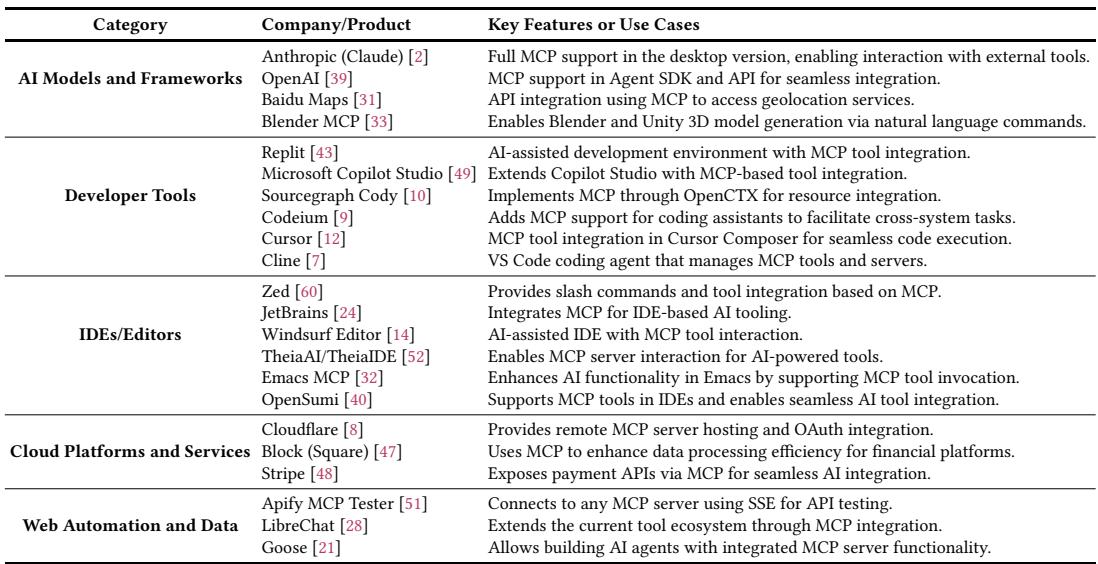 Category Company/Product Key Features or Use Cases
Anthropic (Claude) [2] Full MCP support in the desktop version, enabling interaction with external tools.
AI Models and Frameworks OpenAI [39] MCP support in Agent SDK and API for seamless integration.
Baidu Maps [31] API integration using MCP to access geolocation services.
Blender MCP [33] Enables Blender and Unity 3D model generation via natural language commands.
Replit [43] AI-assisted development environment with MCP tool integration.
Microsoft Copilot Studio [49] Extends Copilot Studio with MCP-based tool integration.
Developer Tools Sourcegraph Cody [10] Implements MCP through OpenCTX for resource integration.
Codeium [9] Adds MCP support for coding assistants to facilitate cross-system tasks.
Cursor [12] MCP tool integration in Cursor Composer for seamless code execution.
Cline [7] VS Code coding agent that manages MCP tools and servers.
Zed [60] Provides slash commands and tool integration based on MCP.
JetBrains [24] Integrates MCP for IDE-based AI tooling.
IDEs/Editors Windsurf Editor [14] AI-assisted IDE with MCP tool interaction.
TheiaAI/TheiaIDE [52] Enables MCP server interaction for AI-powered tools.
Emacs MCP [32] Enhances AI functionality in Emacs by supporting MCP tool invocation.
OpenSumi [40] Supports MCP tools in IDEs and enables seamless AI tool integration.
Cloudflare [8] Provides remote MCP server hosting and OAuth integration.
Cloud Platforms and Services Block (Square) [47] Uses MCP to enhance data processing efficiency for financial platforms.
Stripe [48] Exposes payment APIs via MCP for seamless AI integration.
Apify MCP Tester [51] Connects to any MCP server using SSE for API testing.
Web Automation and Data LibreChat [28] Extends the current tool ecosystem through MCP integration.
Goose [21] Allows building AI agents with integrated MCP server functionality.